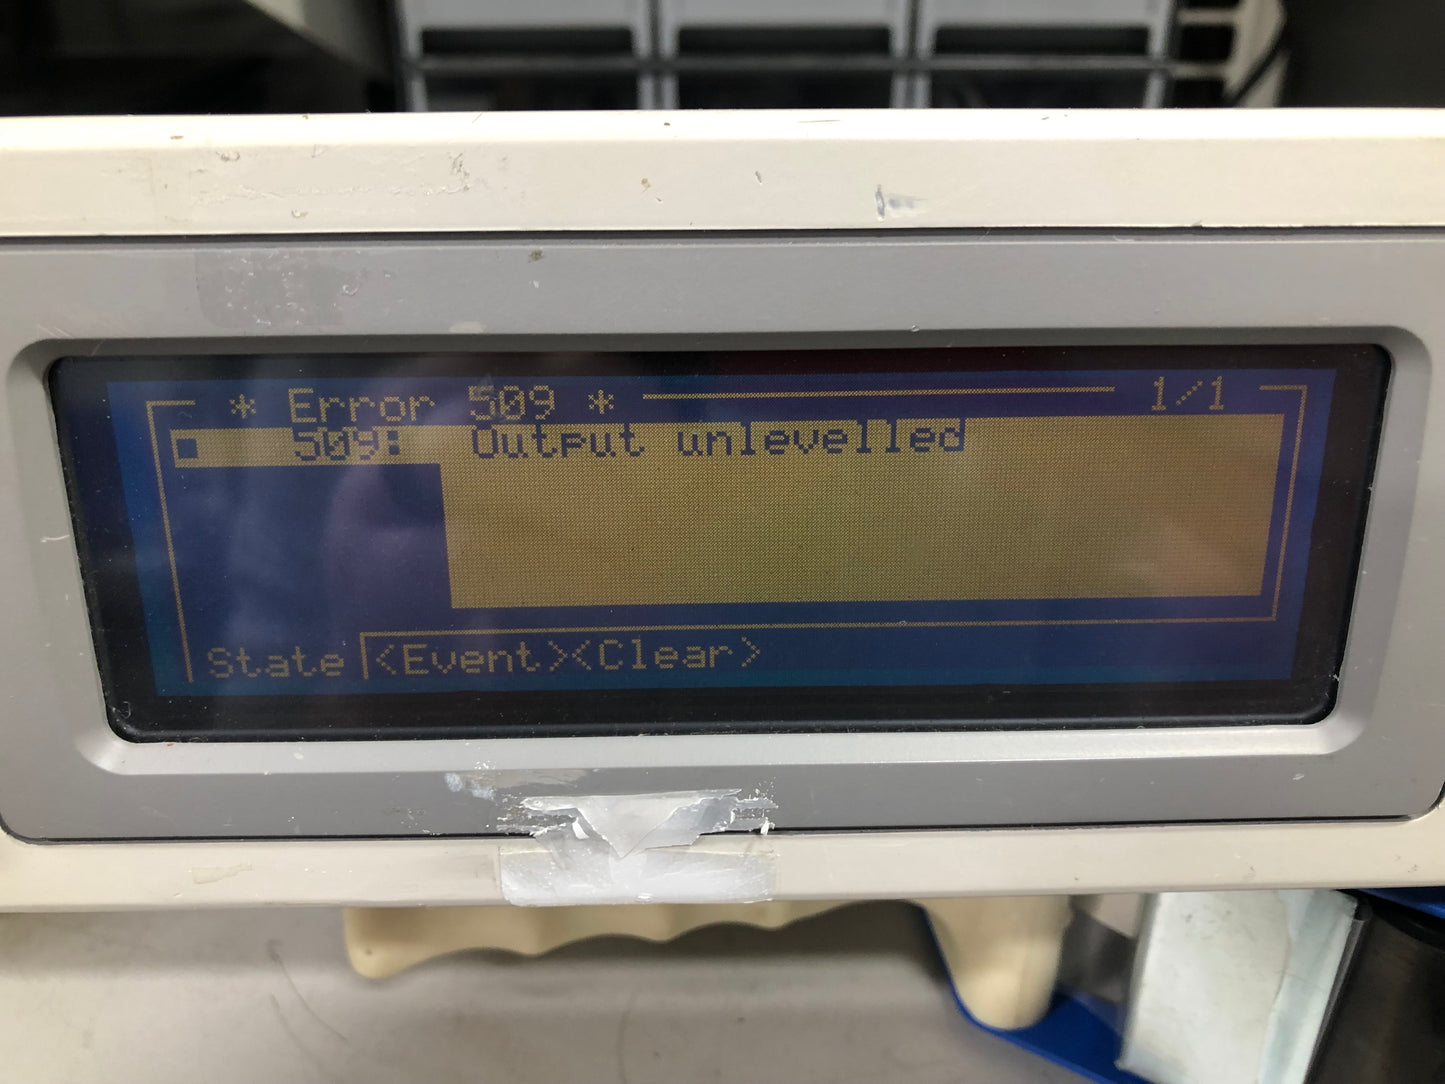 * Error 509 * 1/1
509: Output unlevelled
State <Event><Clear>